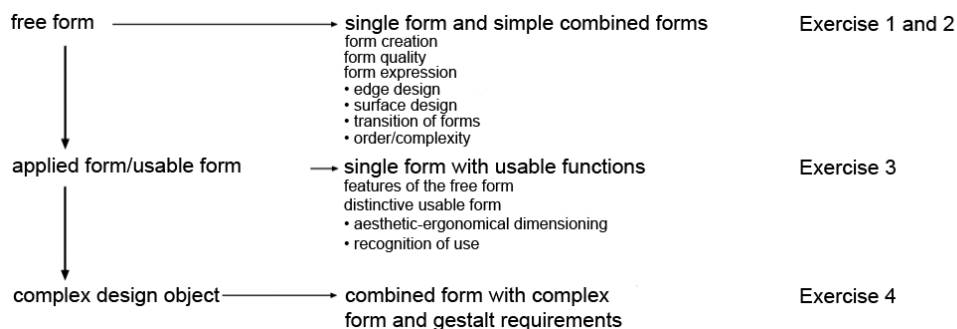 free form
single form and simple combined forms
Exercise 1 and 2
form creation
form quality
form expression
• edge design
• surface design
• transition of forms
• order/complexity
applied form/usable form
single form with usable functions
Exercise 3
features of the free form
distinctive usable form
• aesthetic-ergonomical dimensioning
• recognition of use
complex design object
combined form with complex
Exercise 4
form and gestalt requirements